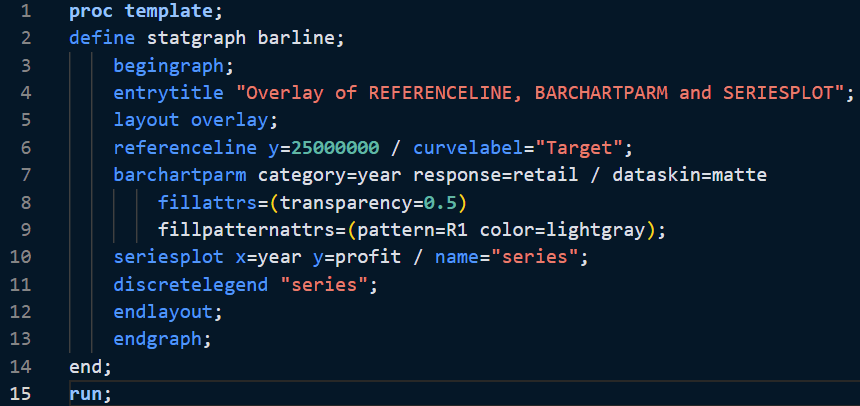 1 proc template;
2 define statgraph barline;
3 begingraph;
4 entrytitle "Overlay of REFERENCELINE, BARCHARTPARM and SERIESPLOT";
5 layout overlay;
6 referenceline y=25000000 / curvelabel="Target";
7 barchartparm category=year response=retail / dataskin=matte
8 fillattrs=(transparency=0.5)
9 fillpatternattrs=(pattern=R1 color=lightgray);
10 seriesplot x=year y=profit / name="series";
11 discretelegend "series";
12 endlayout;
13 endgraph;
14 end;
15 run;